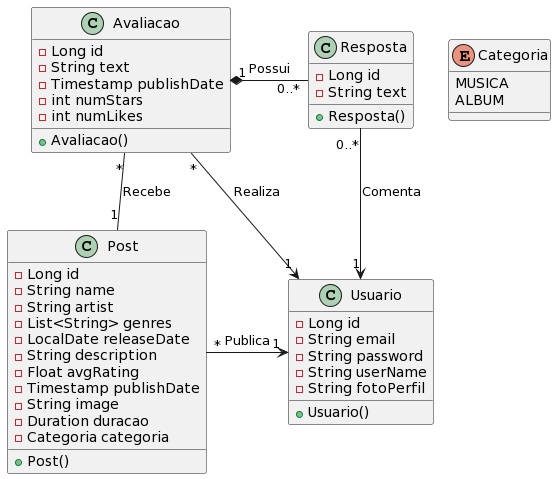 C Avaliacao
Long id
String text
Timestamp publishDate
int numStars
int numLikes
Avaliacao()
1 Possui
0..*
C Resposta
Long id
String text
Resposta()
E Categoria
MUSICA
ALBUM
*
Recebe
1
*
Realiza
1
0..*
Comenta
1
C Post
Long id
String name
String artist
List<String> genres
LocalDate releaseDate
String description
Float avgRating
Timestamp publishDate
String image
Duration duracao
Categoria categoria
Post()
* Publica 1
C Usuario
Long id
String email
String password
String userName
String fotoPerfil
Usuario()